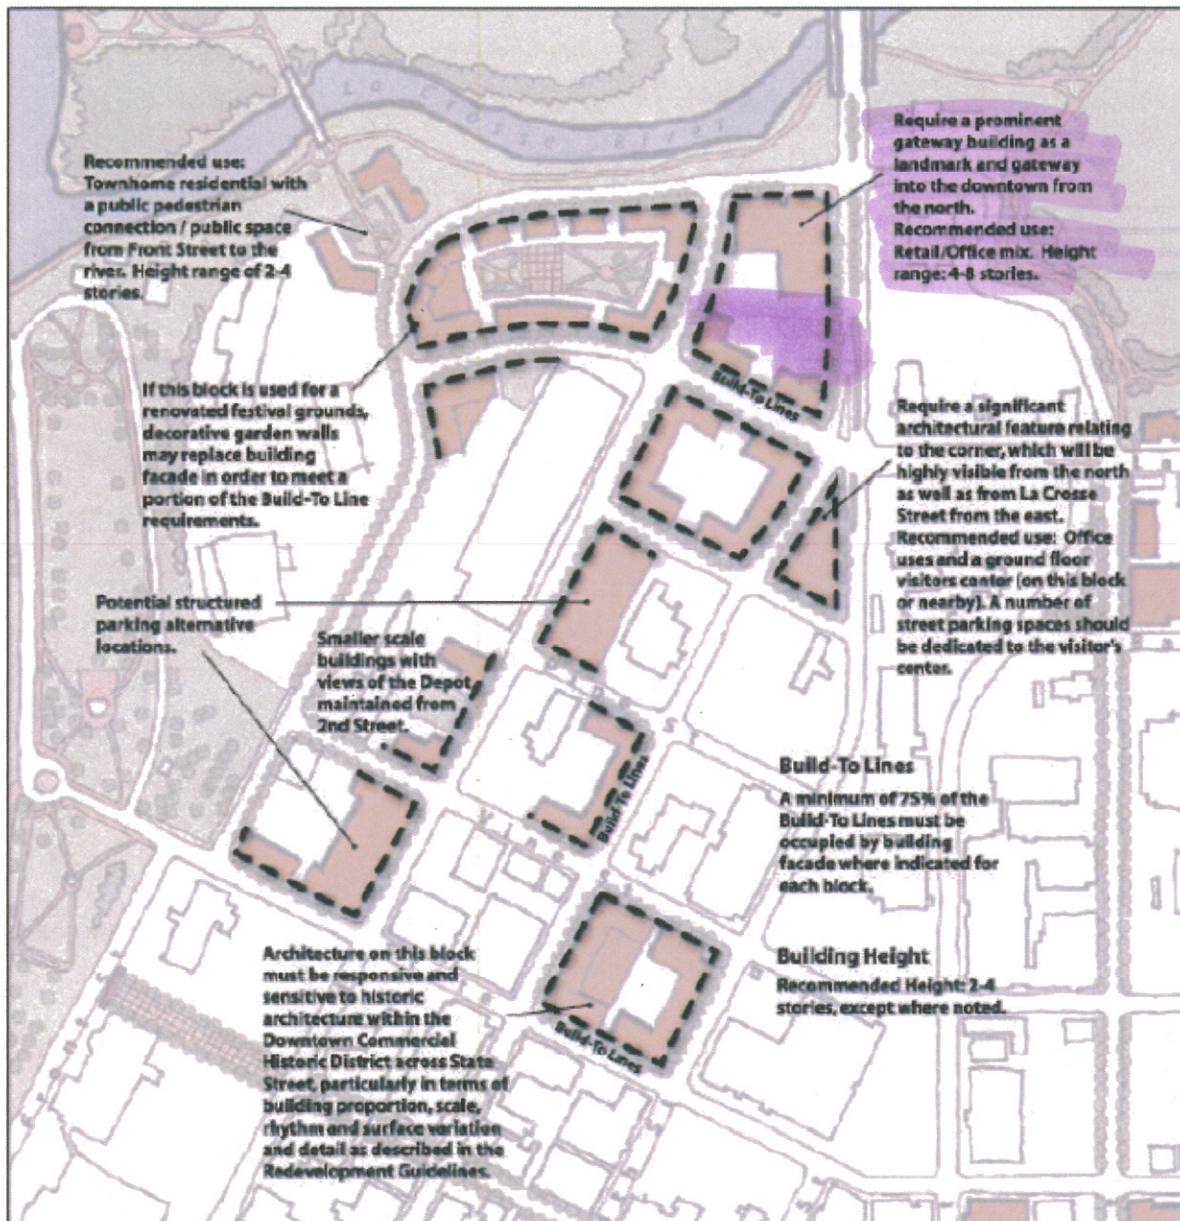 La Crosse River
Recommended use:
Townhome residential with
a public pedestrian
connection / public space
from Front Street to the
river. Height range of 2-4
stories.
Require a prominent
gateway building as a
landmark and gateway
into the downtown from
the north.
Recommended use:
Retail/Office mix. Height
range: 4-8 stories.
If this block is used for a
renovated festival grounds,
decorative garden walls
may replace building
facade in order to meet a
portion of the Build-To Line
requirements.
Build-To Lines
Require a significant
architectural feature relating
to the corner, which will be
highly visible from the north
as well as from La Crosse
Street from the east.
Recommended use: Office
uses and a ground floor
visitors center (on this block
or nearby). A number of
street parking spaces should
be dedicated to the visitor's
center.
Potential structured
parking alternative
locations.
Smaller scale
buildings with
views of the Depot
maintained from
2nd Street.
Build-To Lines
Build-To Lines
A minimum of 75% of the
Build-To Lines must be
occupied by building
facade where indicated for
each block.
Building Height
Recommended Height: 2-4
stories, except where noted.
Architecture on this block
must be responsive and
sensitive to historic
architecture within the
Downtown Commercial
Historic District across State
Street, particularly in terms of
building proportion, scale,
rhythm and surface variation
and detail as described in the
Redevelopment Guidelines.
Build-To Lines